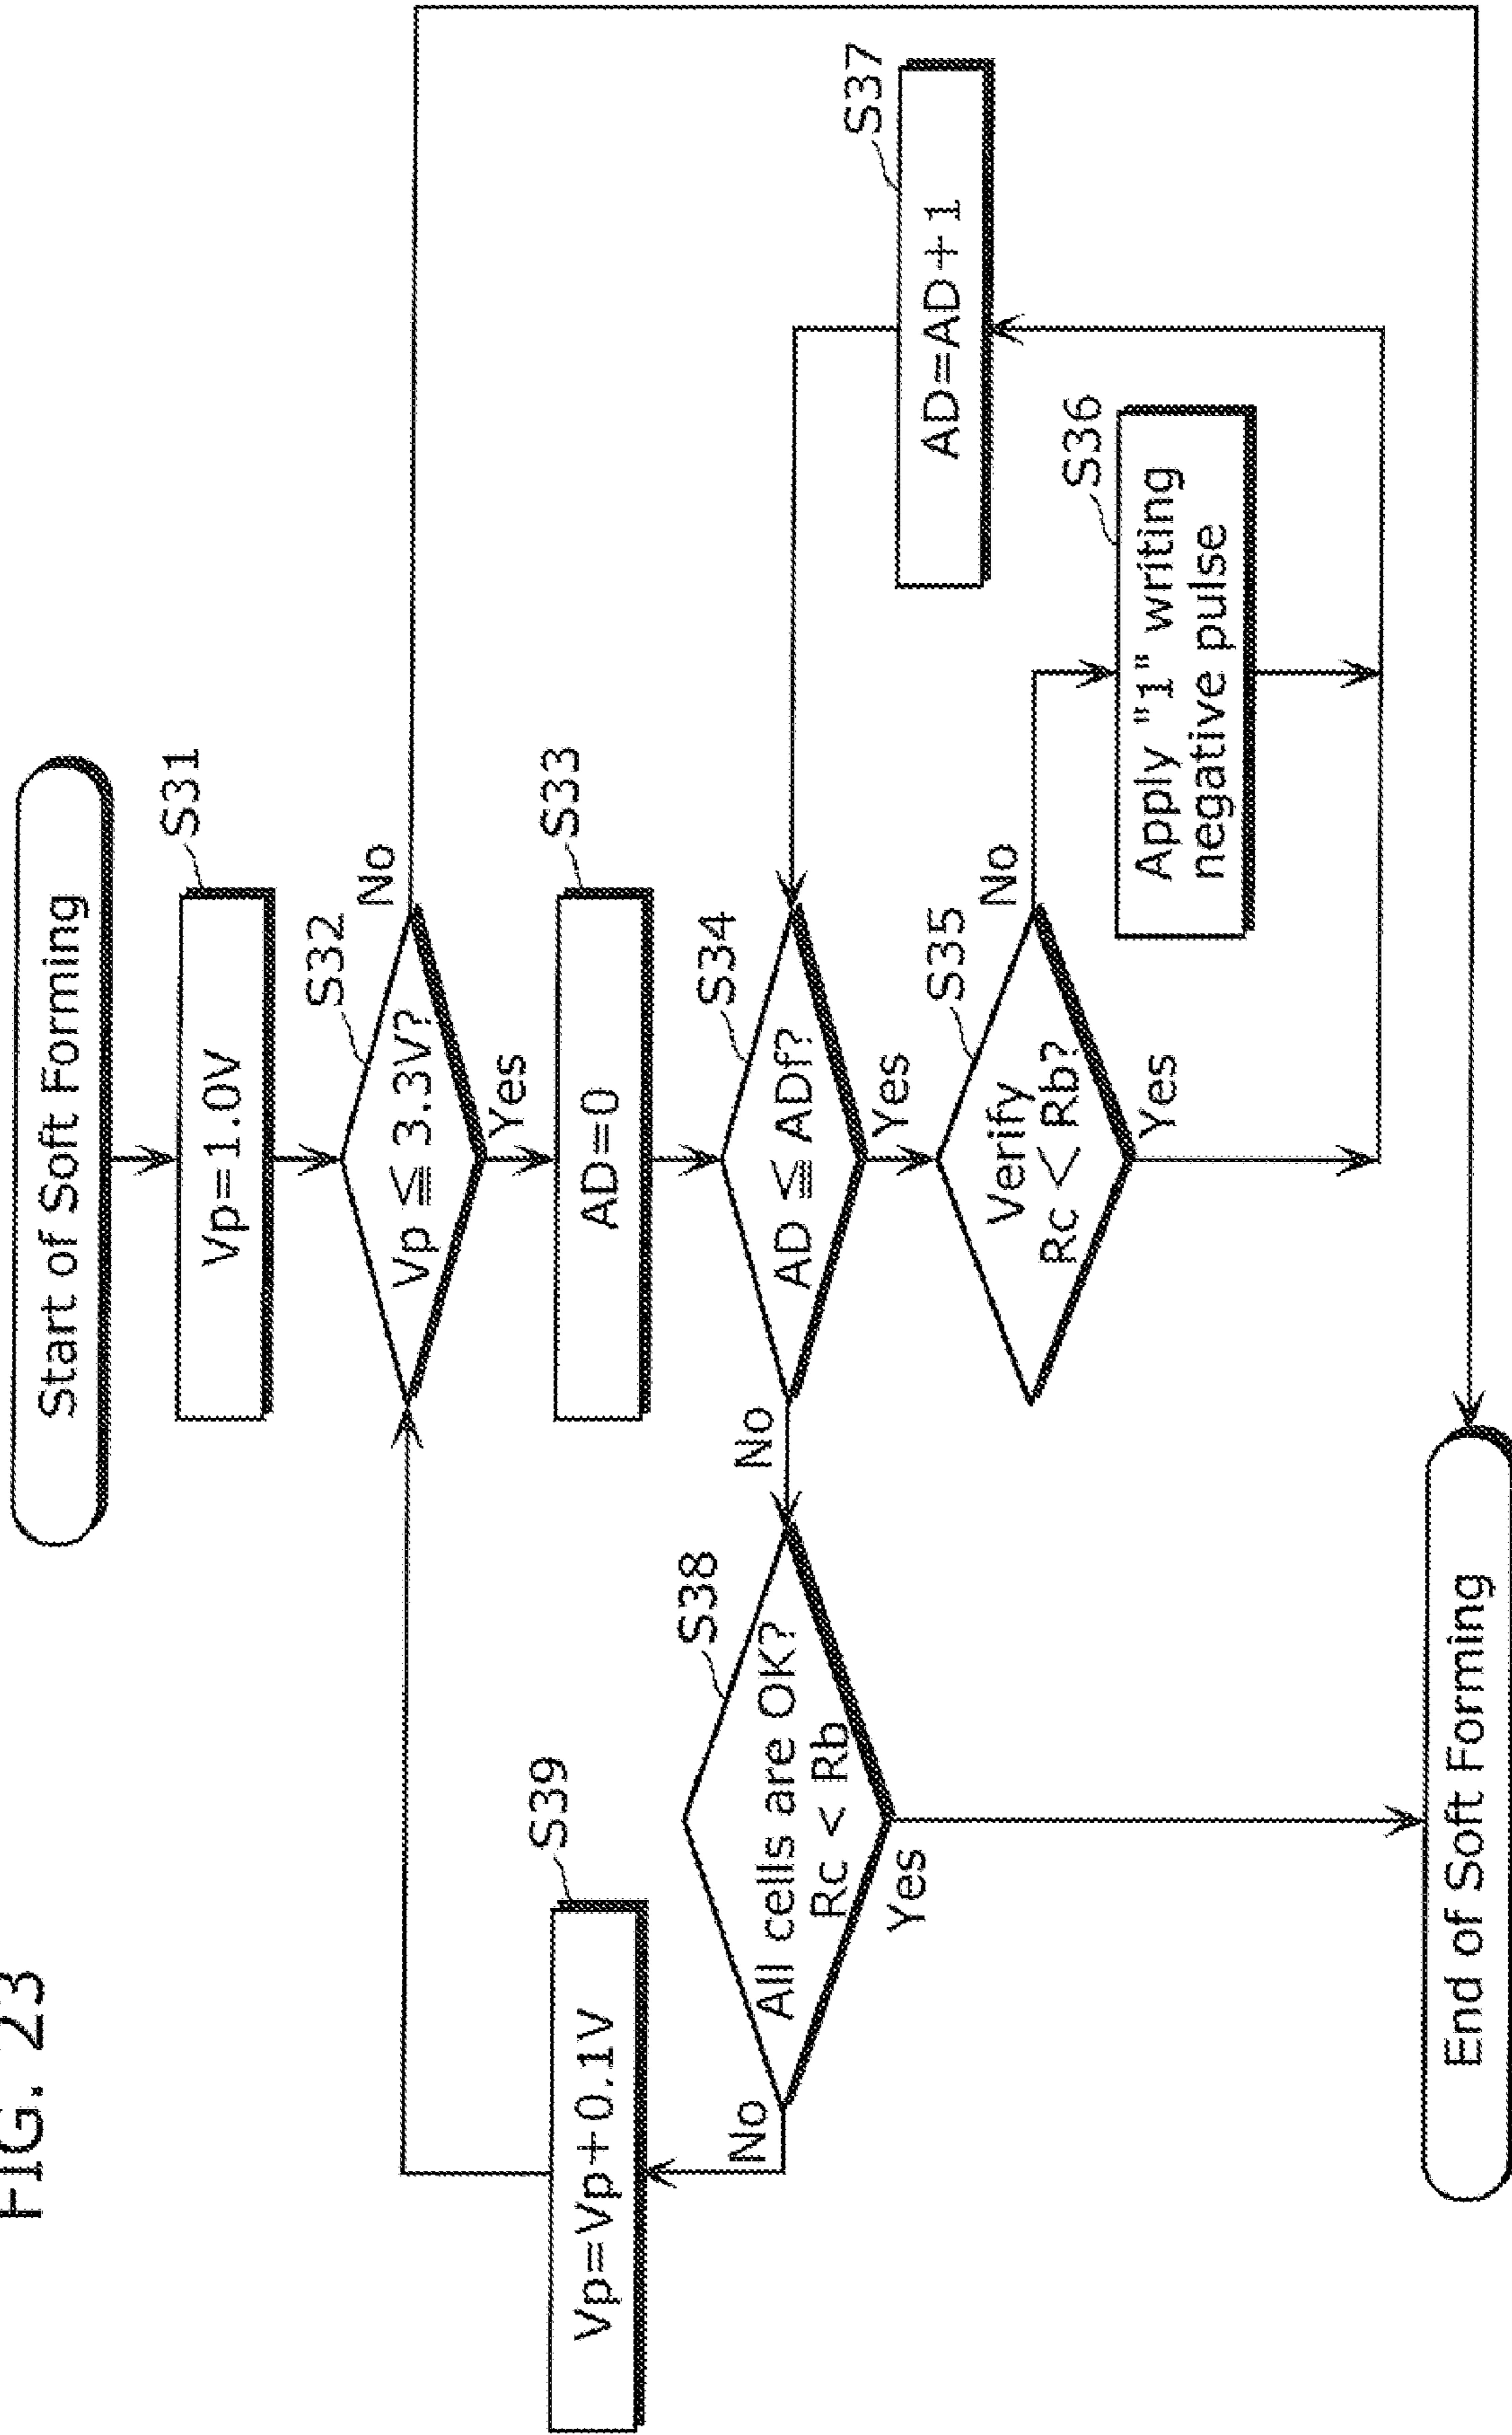 FIG. 23
Start of Soft Forming
S31
Vp=1.0V
S32
Vp ≦ 3.3V?
No
Yes
S33
AD=0
S34
AD ≦ ADf?
No
Yes
S35
Verify
Rc < Rb?
No
Yes
S36
Apply "1" writing
negative pulse
S37
AD=AD+1
S38
All cells are OK?
Rc < Rb
No
Yes
S39
Vp=Vp+0.1V
End of Soft Forming